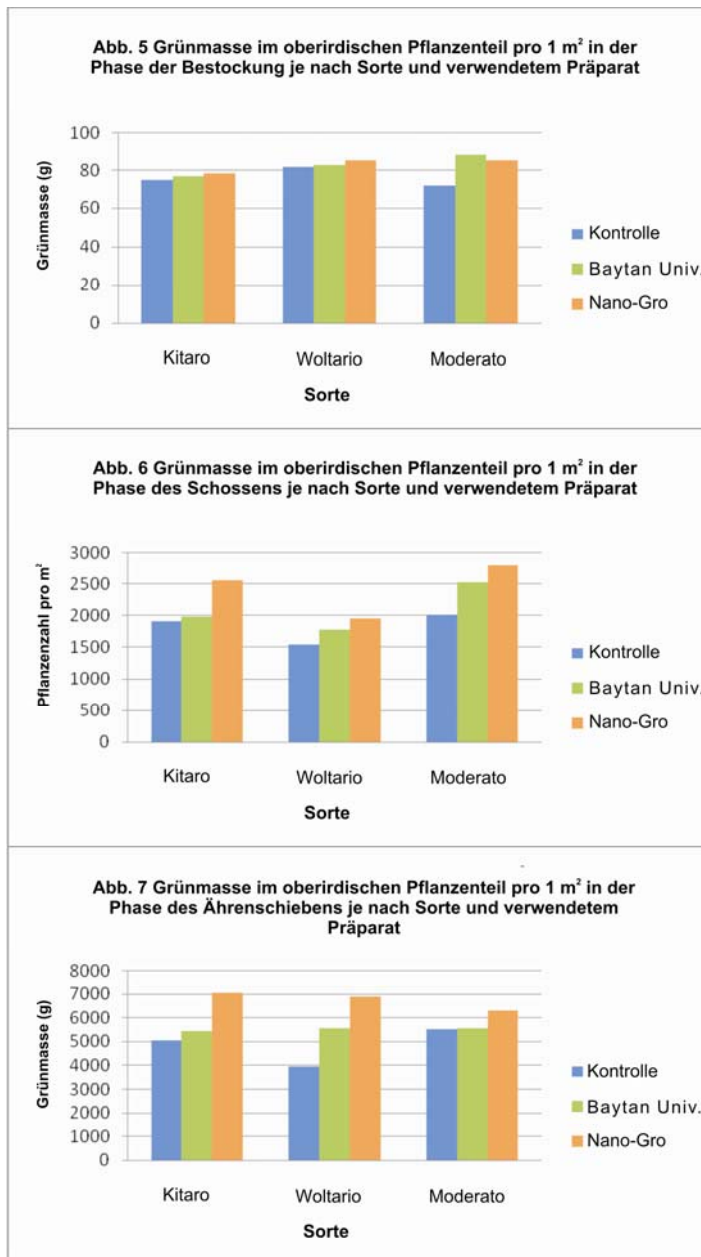 Abb. 5 Grünmasse im oberirdischen Pflanzenteil pro 1 m² in der
Phase der Bestockung je nach Sorte und verwendetem Präparat
Grünmasse (g)
100
80
60
40
20
0
Kitaro
Woltario
Moderato
Sorte
Kontrolle
Baytan Univ.
Nano-Gro
Abb. 6 Grünmasse im oberirdischen Pflanzenteil pro 1 m² in der
Phase des Schossens je nach Sorte und verwendetem Präparat
Pflanzenzahl pro m²
3000
2500
2000
1500
1000
500
0
Kitaro
Woltario
Moderato
Sorte
Kontrolle
Baytan Univ.
Nano-Gro
Abb. 7 Grünmasse im oberirdischen Pflanzenteil pro 1 m² in der
Phase des Ährenschiebens je nach Sorte und verwendetem
Präparat
Grünmasse (g)
8000
7000
6000
5000
4000
3000
2000
1000
0
Kitaro
Woltario
Moderato
Sorte
Kontrolle
Baytan Univ.
Nano-Gro